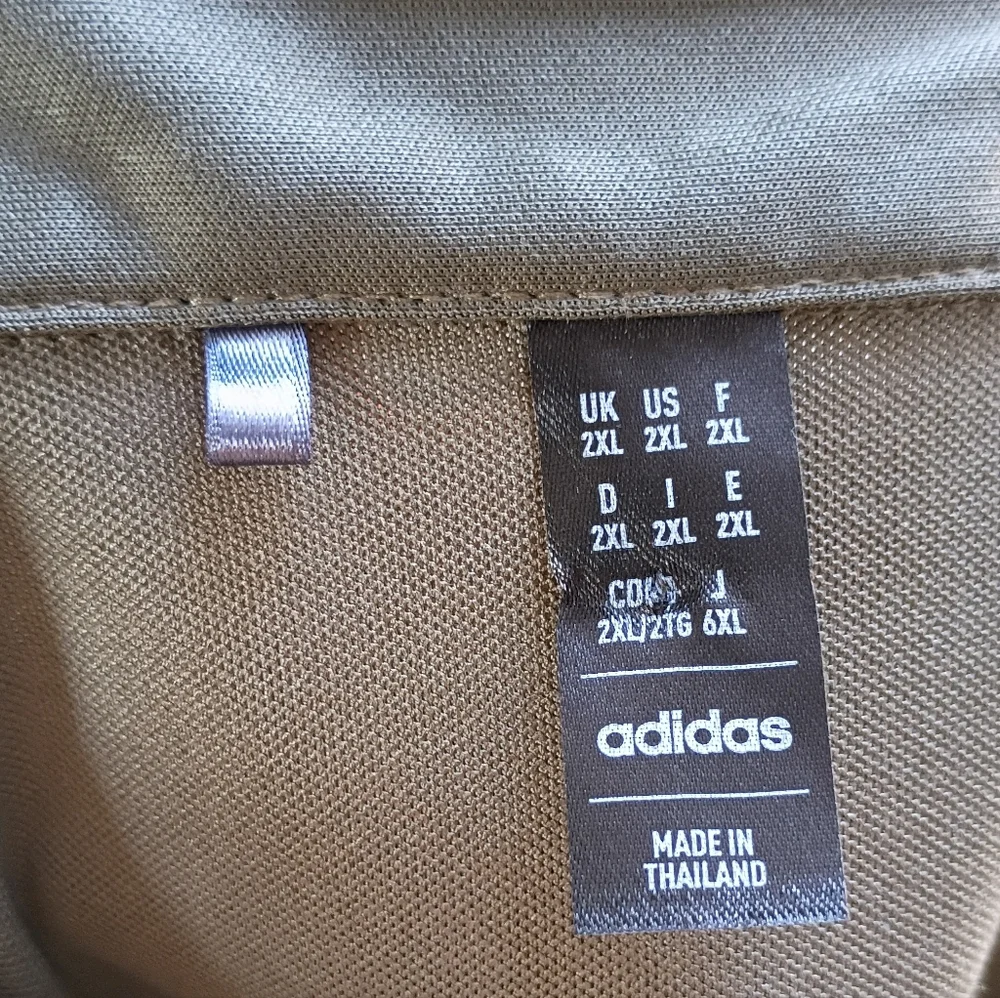 UK US F
2XL 2XL 2XL
D I E
2XL 2XL 2XL
J
2XL/2TG 6XL
adidas
MADE IN
THAILAND